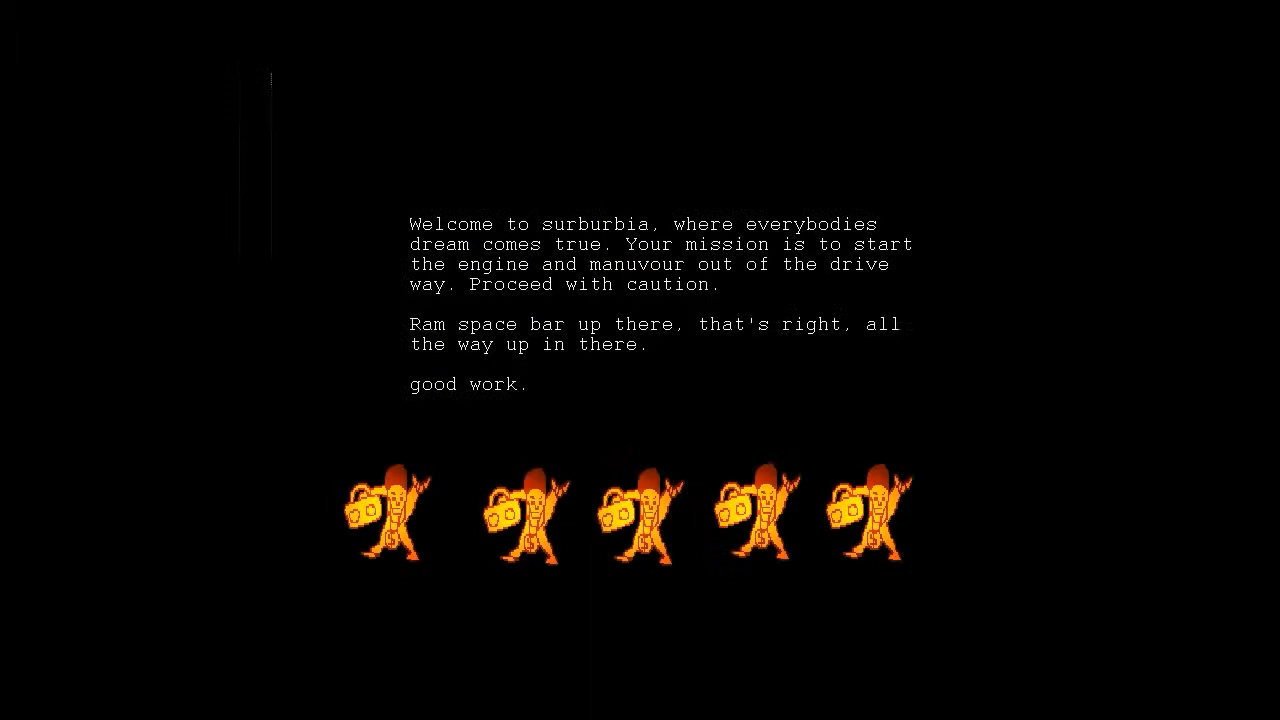 Welcome to surburbia, where everybodies
dream comes true. Your mission is to start
the engine and manuvour out of the drive
way. Proceed with caution.
Ram space bar up there, that's right, all
the way up in there.
good work.